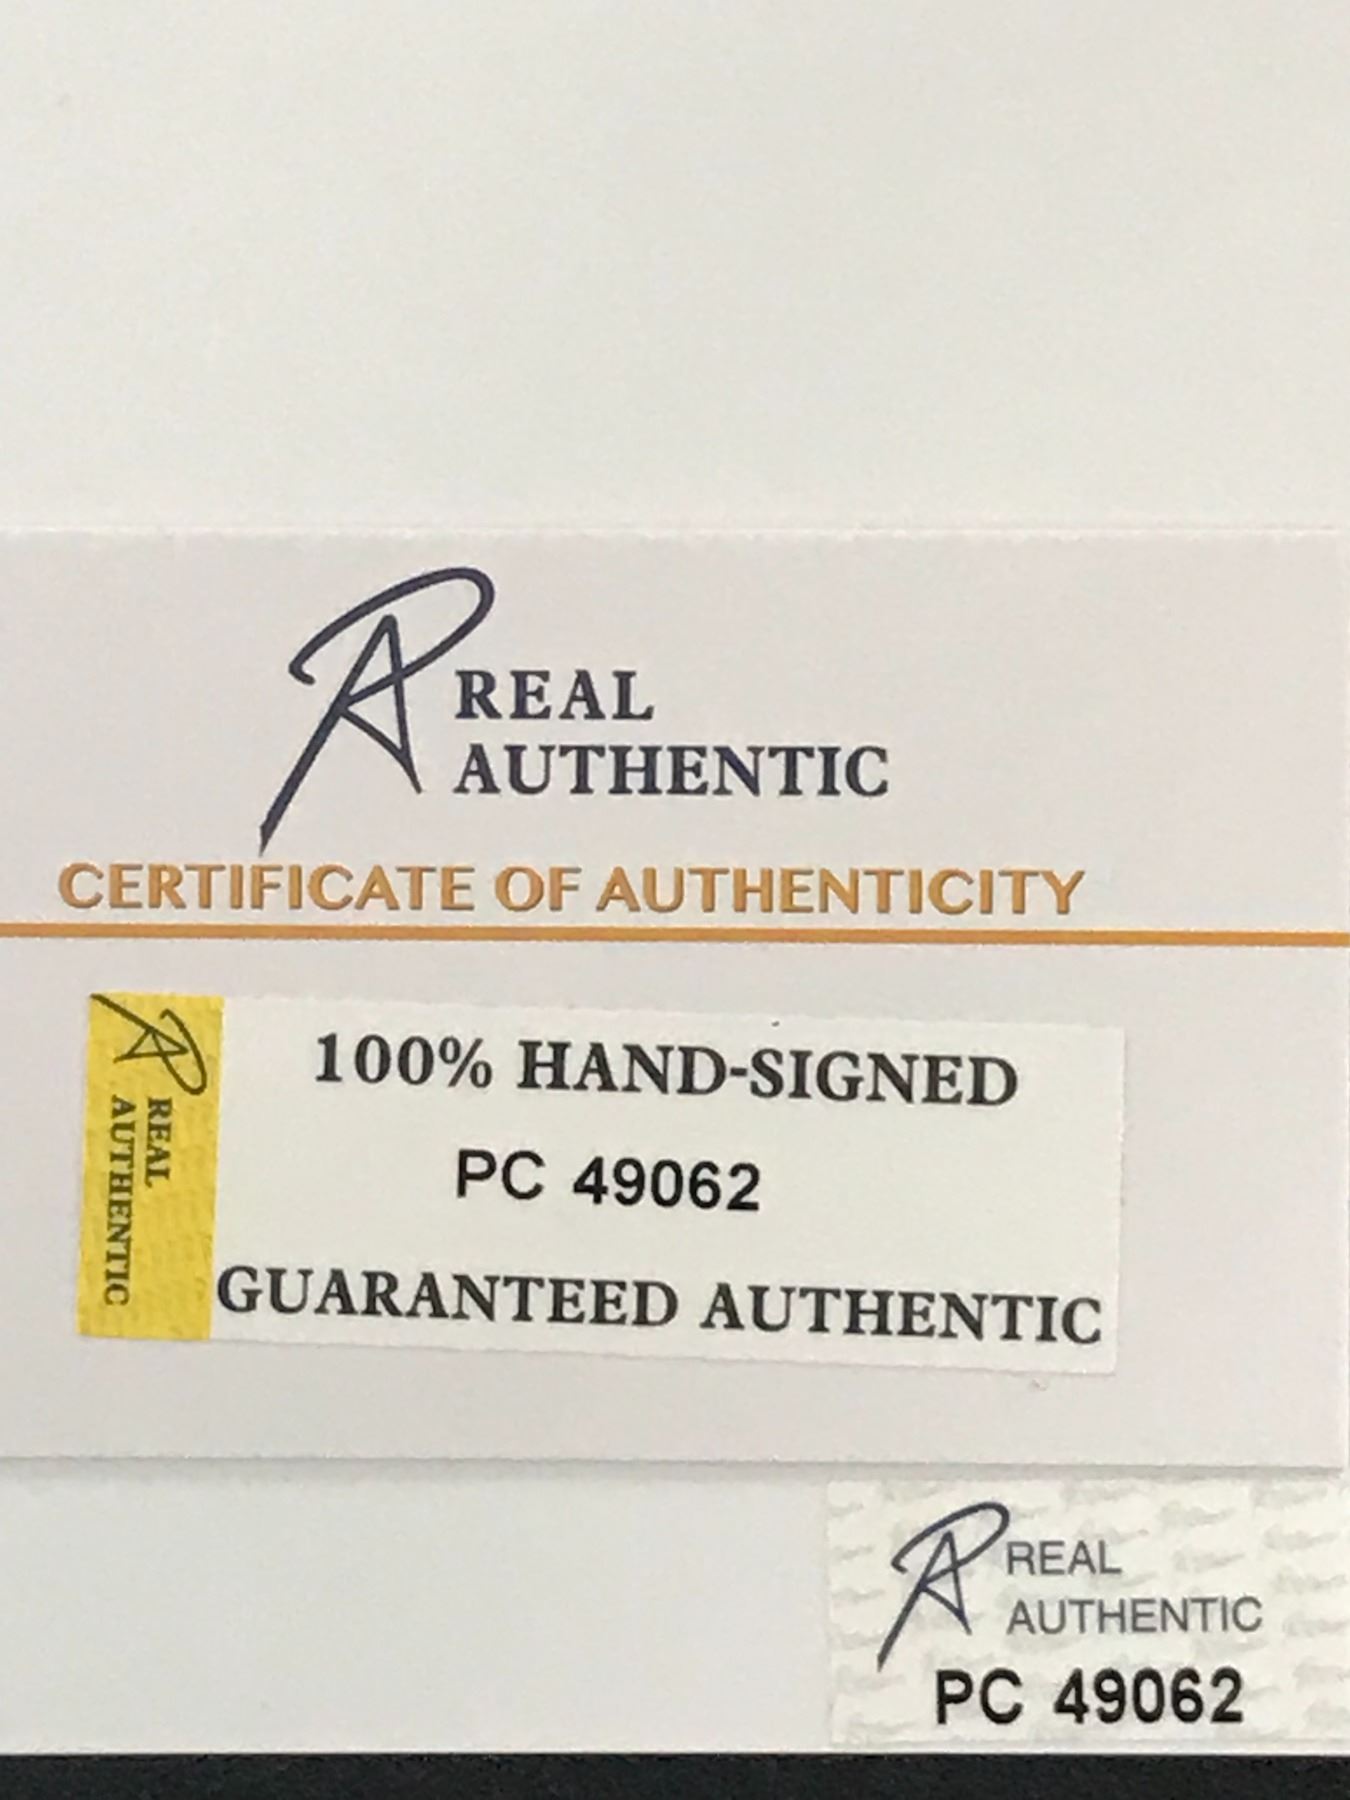 REAL
AUTHENTIC
CERTIFICATE OF AUTHENTICITY
REAL
AUTHENTIC
100% HAND-SIGNED
PC 49062
GUARANTEED AUTHENTIC
REAL
AUTHENTIC
PC 49062